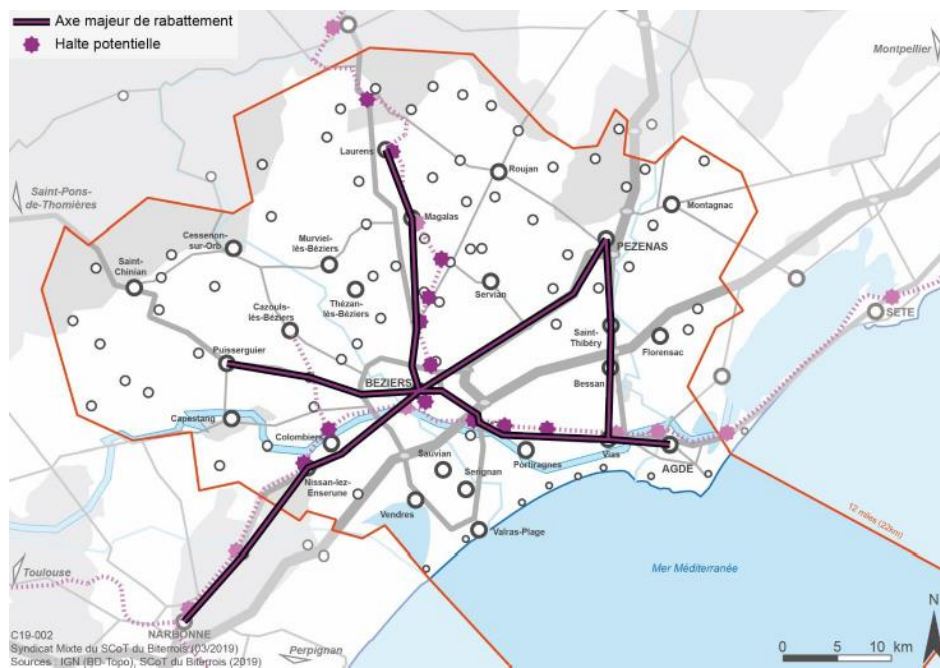 Axe majeur de rabattement
Halte potentielle
Montpellier
Laurens
Roujan
Saint-Pons-
de-Thomières
Montagnac
Magalas
Cessenon-
sur-Orb
Murviel-
lès-Béziers
PEZENAS
Saint-
Chinian
Servian
Thézan-
lès-Béziers
Cazouls-
lès-Béziers
SETE
Saint-
Thibéry
Florensac
Puisserguier
BEZIERS
Bessan
Capestang
Colombiers
Vias
AGDE
Sauvian
Portiragnes
Nissan-lez-
Enserune
Serignan
Vendres
Valras-Plage
12 miles (22km)
Toulouse
Mer Méditerranée
NARBONNE
Perpignan
N
C19-002
Syndicat Mixte du SCoT du Biterrois (03/2019)
Sources : IGN (BD-Topo), SCoT du Biterrois (2019)
0 5 10 km